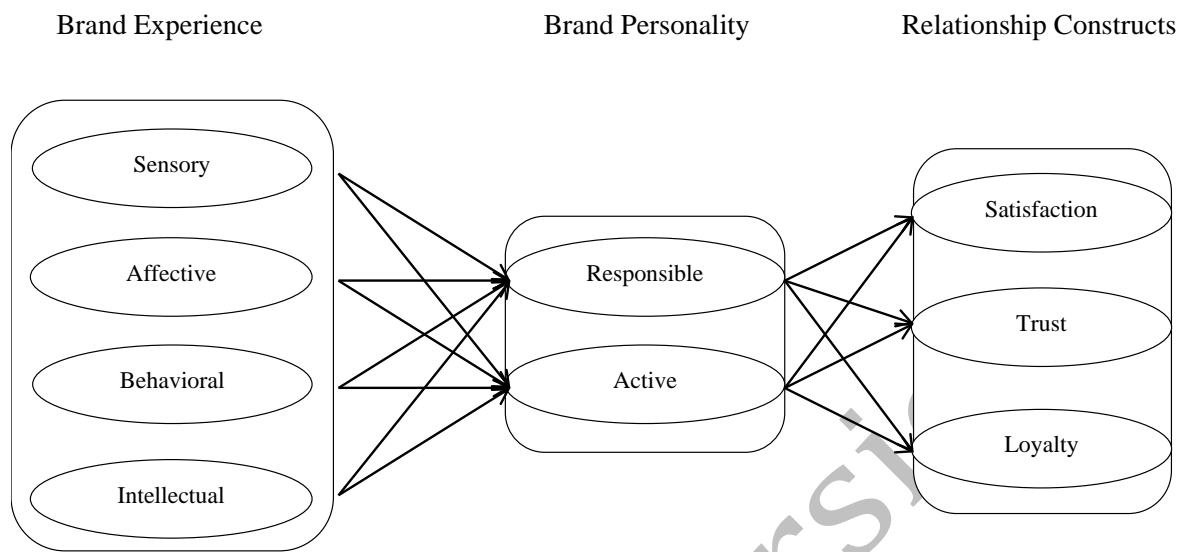 Brand Experience
Brand Personality
Relationship Constructs
Sensory
Affective
Behavioral
Intellectual
Responsible
Active
Satisfaction
Trust
Loyalty